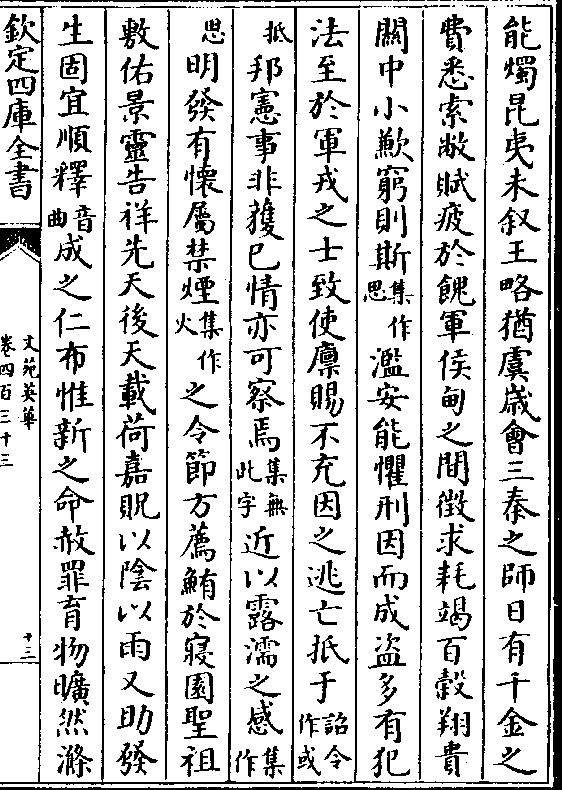 能燭昆夷未叙王略猶虞歲會三秦之師日有千金之
費悉索敝賦疲於餽軍侯甸之間徴求耗竭百穀翔貴
關中小歉窮則斯集作思濫安能懼刑因而成盜多有犯
法至於軍戎之士致使廪賜不充因之逃亡抵于詔令作或
抵邦憲事非獲已情亦可察焉集無此字近以露濡之感集作
思明發有懷屬禁煙集作火之令節方薦鮪於寢園聖祖
敷佑景靈告祥先天後天載荷嘉貺以陰以雨又助發
生固宜順釋音曲成之仁布惟新之命赦罪育物曠然滌
欽定四庫全書
文苑英華
卷四百三十三
十三